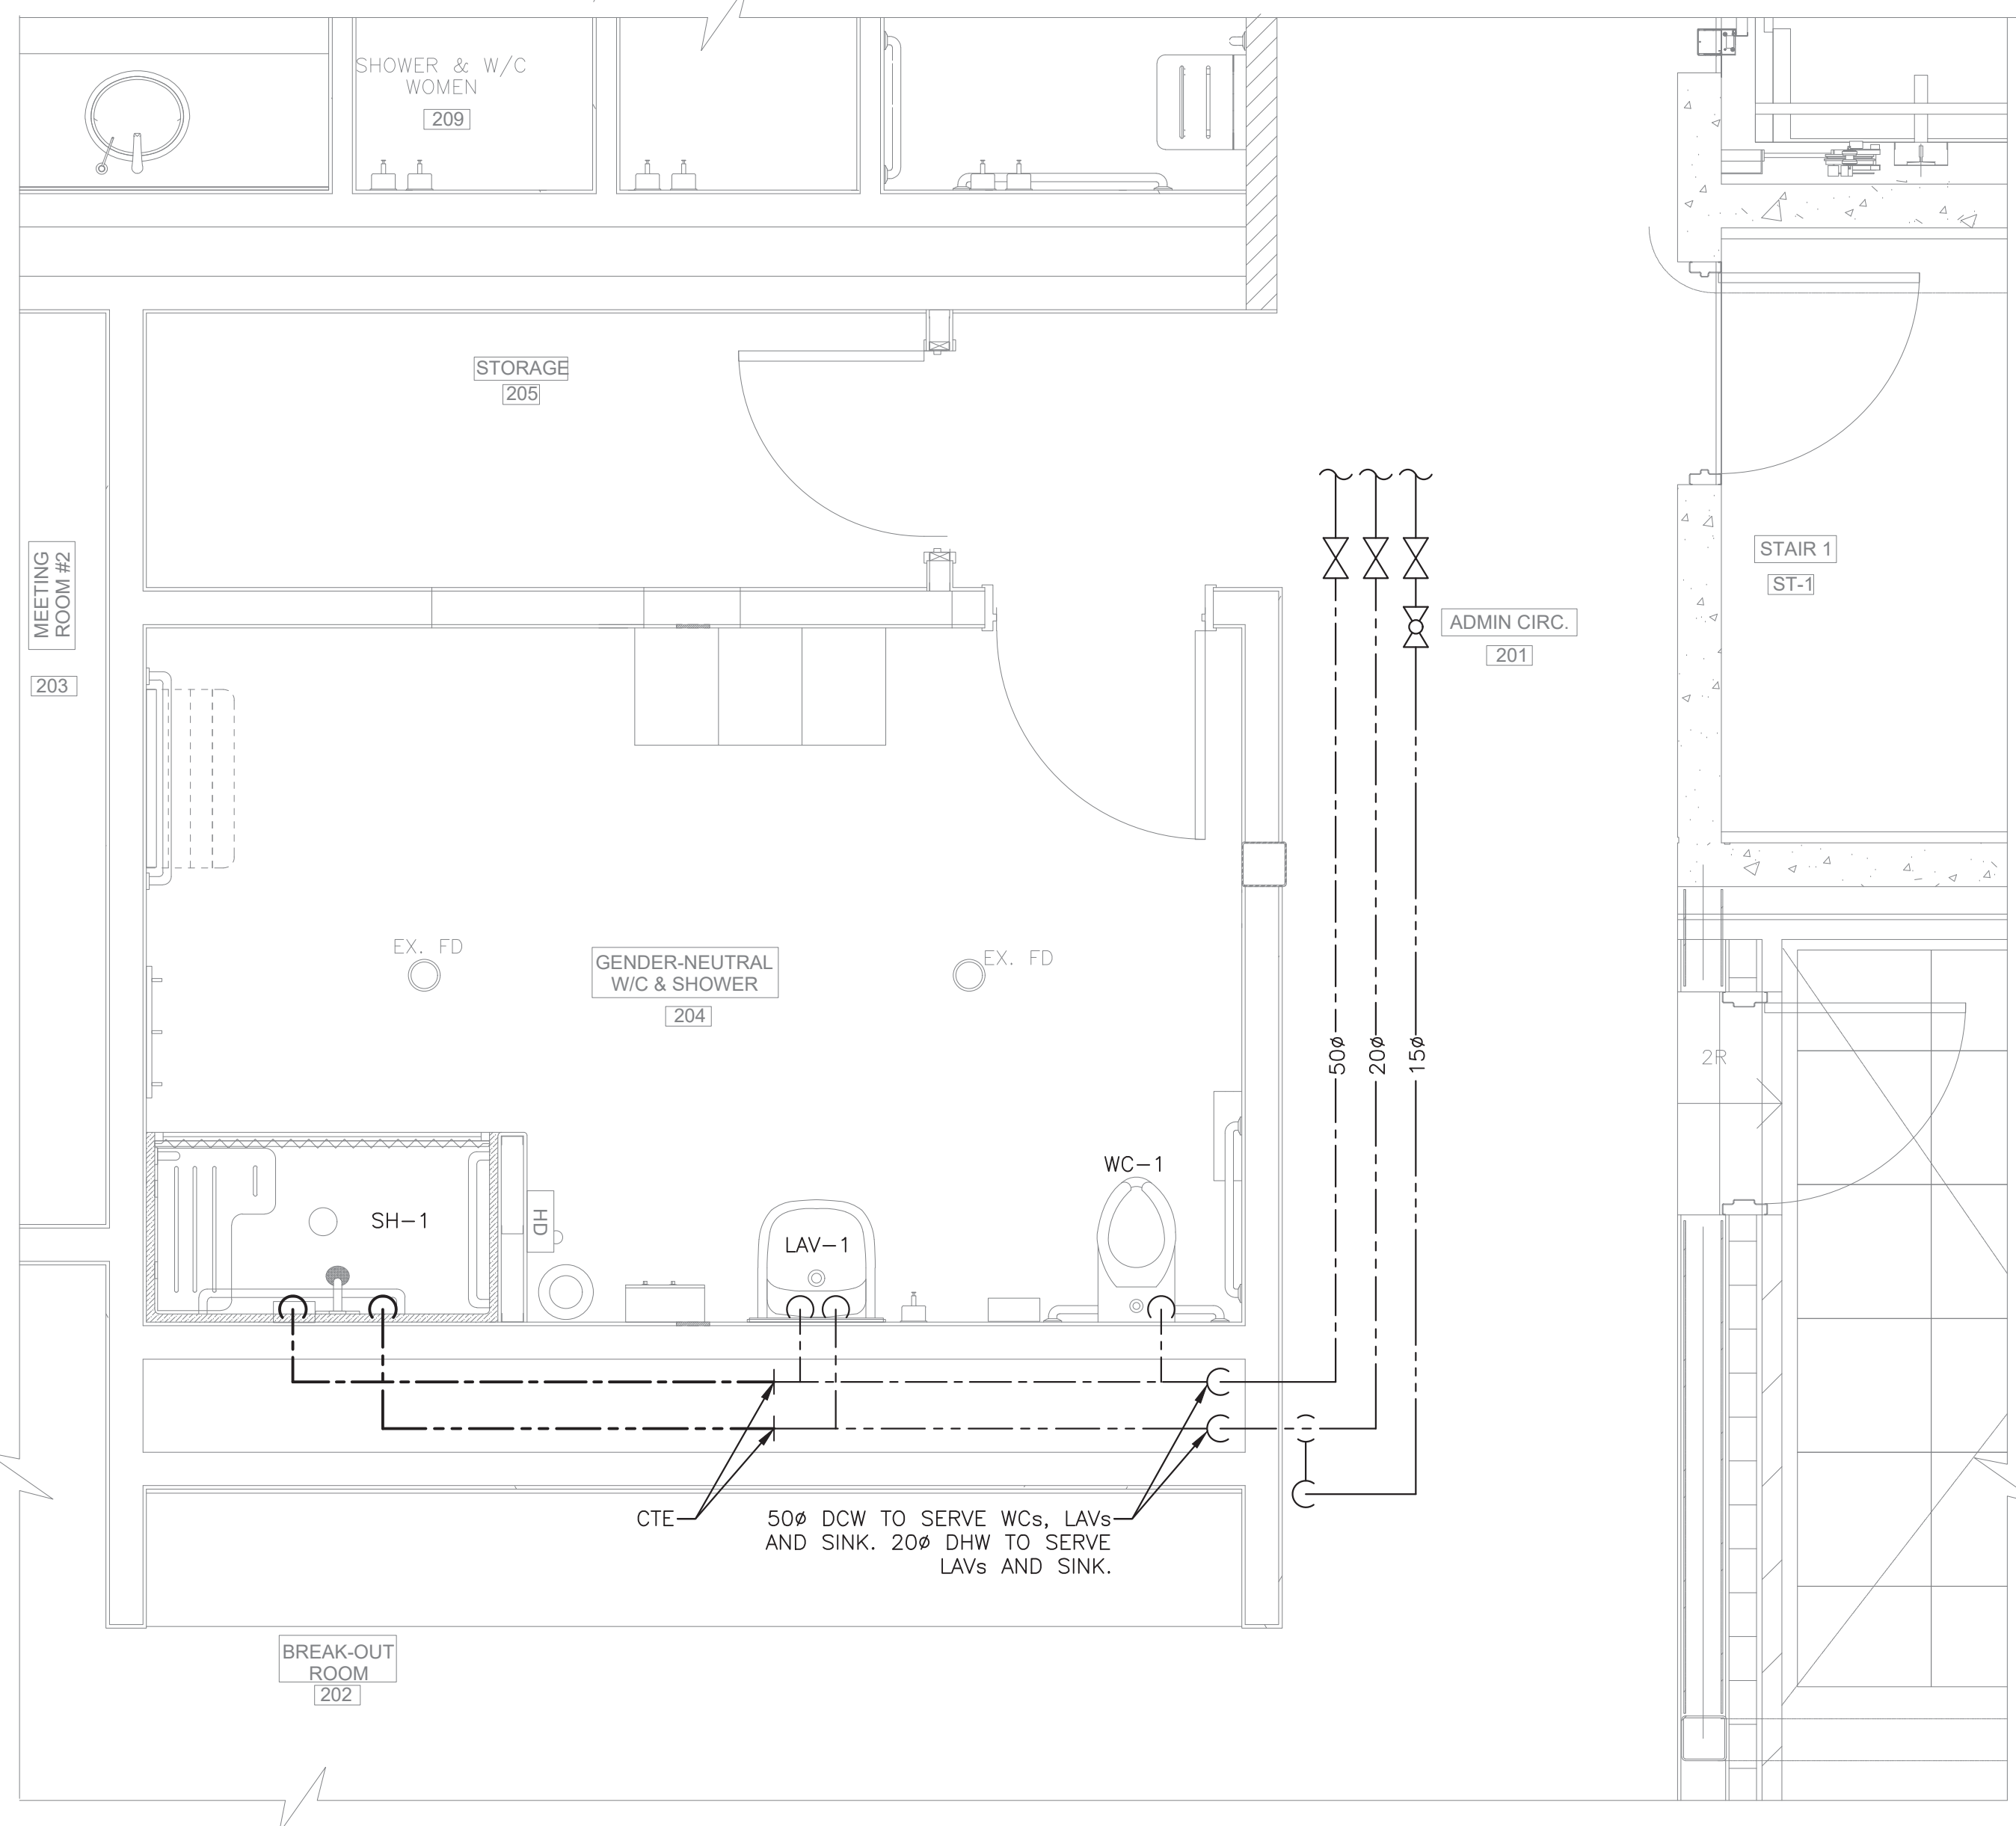 SHOWER & W/C
WOMEN
209
STORAGE
205
MEETING
ROOM #2
203
STAIR 1
ST-1
ADMIN CIRC.
201
EX. FD
GENDER-NEUTRAL
W/C & SHOWER
204
EX. FD
50ø
20ø
15ø
2R
WC-1
SH-1
HD
LAV-1
CTE
50ø DCW TO SERVE WCs, LAVs
AND SINK. 20ø DHW TO SERVE
LAVs AND SINK.
BREAK-OUT
ROOM
202